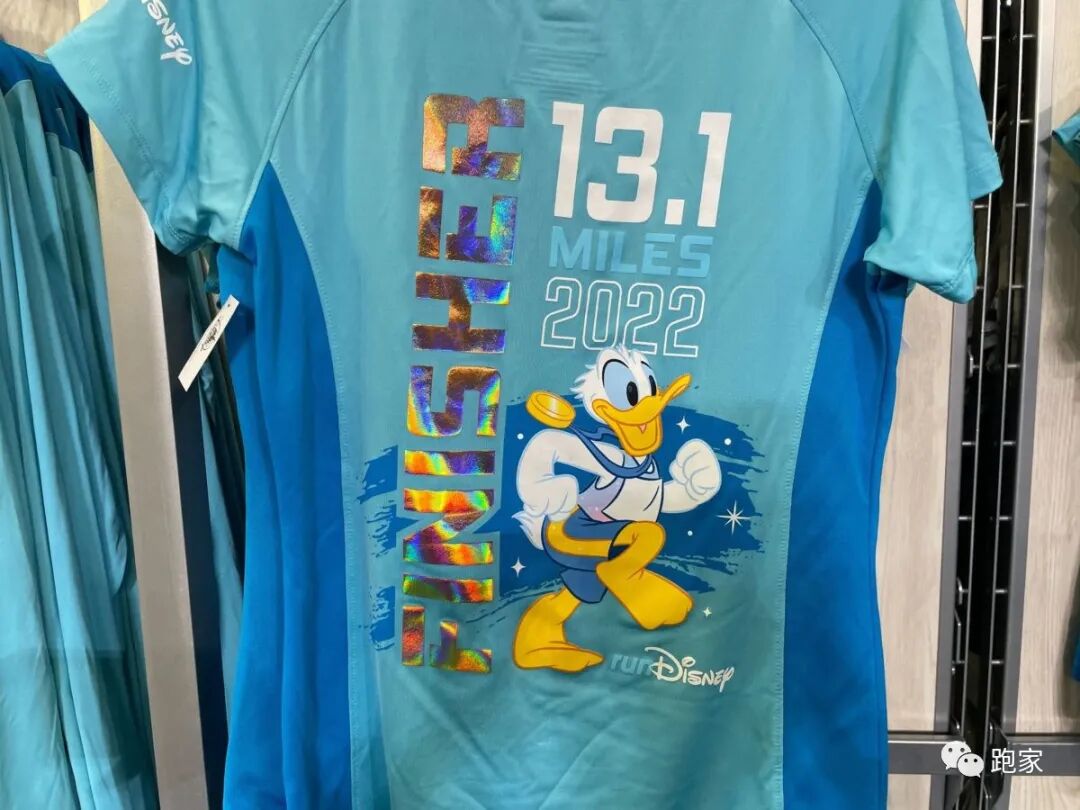 DISNEY
FINISHER
13.1
MILES
2022
runDisney
跑家